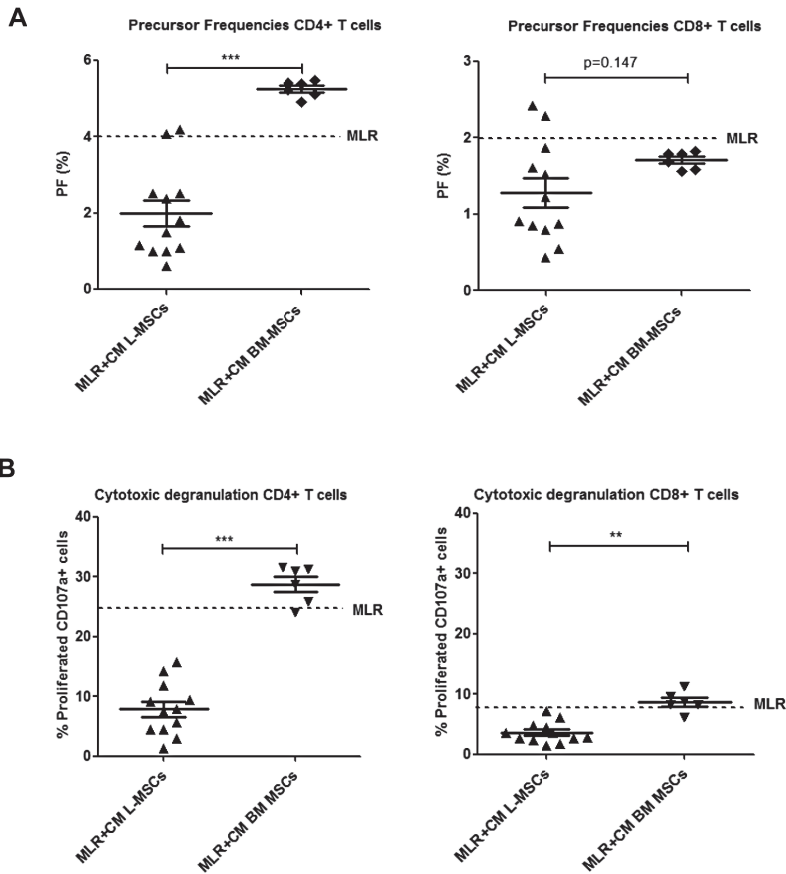 A
Precursor Frequencies CD4+ T cells
Precursor Frequencies CD8+ T cells
6
4
2
0
PF (%)
***
MLR
MLR+CM L-MSCs
MLR+CM BM-MSCs
3
2
1
0
PF (%)
p=0.147
MLR
MLR+CM L-MSCs
MLR+CM BM-MSCs
B
Cytotoxic degranulation CD4+ T cells
Cytotoxic degranulation CD8+ T cells
40
30
20
10
0
% Proliferated CD107a+ cells
***
MLR
MLR+CM L-MSCs
MLR+CM BM MSCs
40
30
20
10
0
% Proliferated CD107a+ cells
**
MLR
MLR+CM L-MSCs
MLR+CM BM MSCs